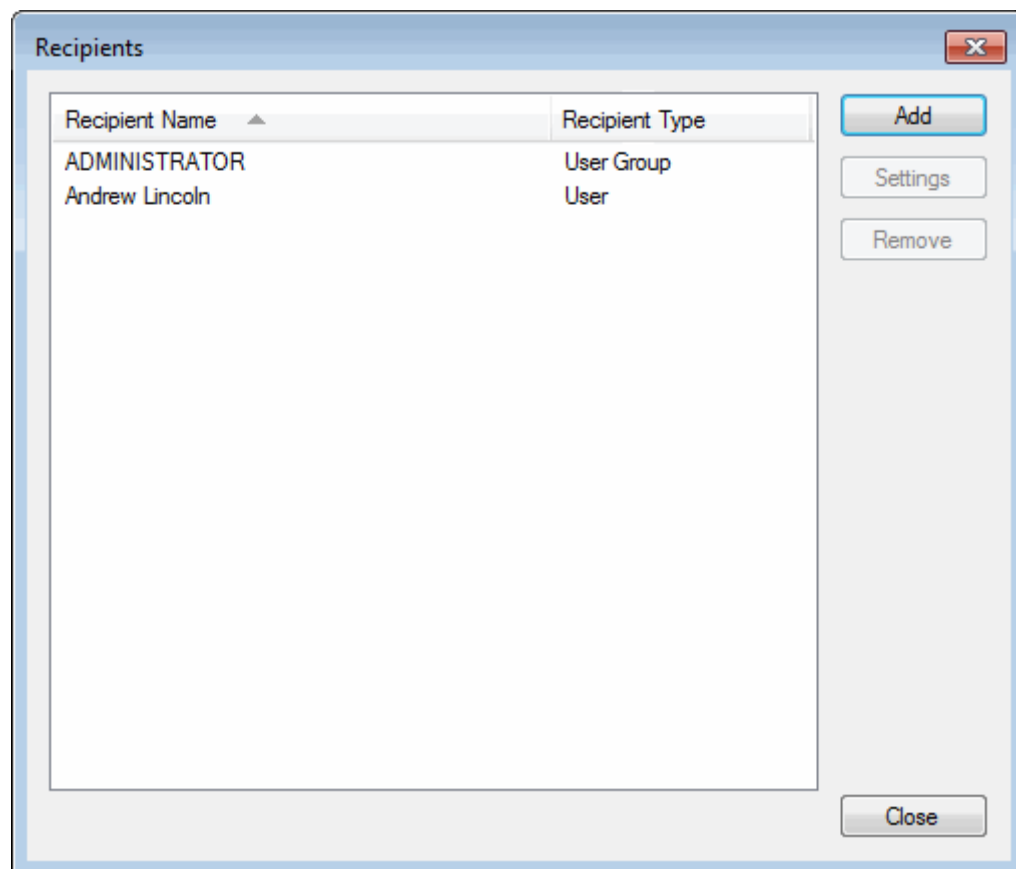 Recipients
Recipient Name Recipient Type
ADMINISTRATOR User Group
Andrew Lincoln User
Add
Settings
Remove
Close